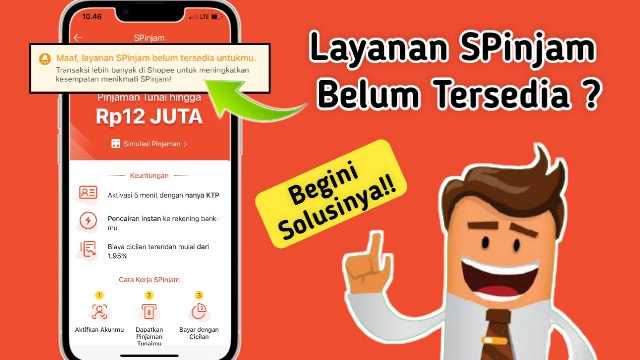 10.46
LTE
SPinjam
Maaf, layanan SPinjam belum tersedia untukmu.
Transaksi lebih banyak di Shopee untuk meningkatkan
kesempatan menikmati SPinjam!
Pinjaman Tunai hingga
Rp12 JUTA
Simulasi Pinjaman >
Keuntungan
Aktivasi 5 menit dengan hanya KTP
Pencairan instan ke rekening bank-
mu
Biaya cicilan terendah mulai dari
1.95%
Cara Kerja SPinjam
1 2 3
Aktifkan Akunmu
Dapatkan
Pinjaman
Tunaimu
Bayar dengan
Cicilan
Layanan SPinjam
Belum Tersedia ?
Begini
Solusinya!!